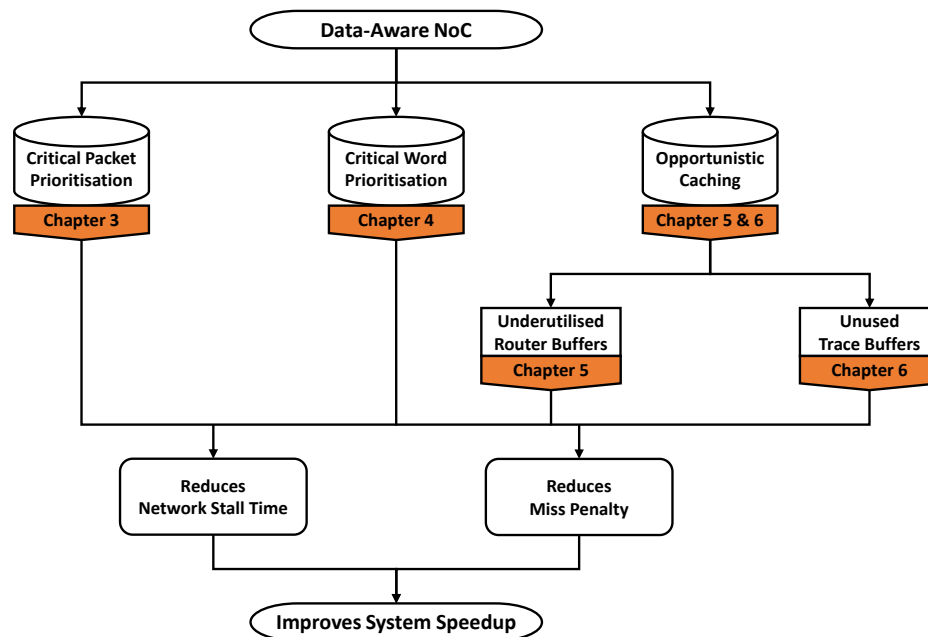 Data-Aware NoC
Critical Packet
Prioritisation
Chapter 3
Critical Word
Prioritisation
Chapter 4
Opportunistic
Caching
Chapter 5 & 6
Underutilised
Router Buffers
Chapter 5
Unused
Trace Buffers
Chapter 6
Reduces
Network Stall Time
Reduces
Miss Penalty
Improves System Speedup